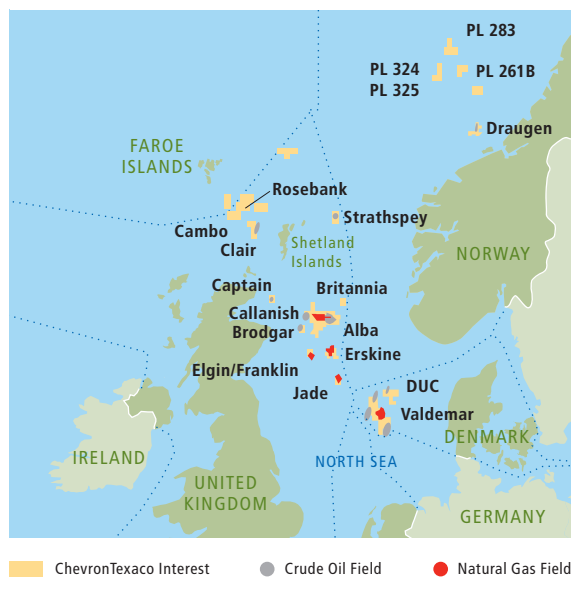 PL 283
PL 324
PL 261B
PL 325
Draugen
FAROE
ISLANDS
Rosebank
Strathspey
Cambo
Clair
Shetland
Islands
NORWAY
Captain
Britannia
Callanish
Brodgar
Alba
Erskine
Elgin/Franklin
Jade
DUC
Valdemar
DENMARK
IRELAND
NORTH SEA
UNITED
KINGDOM
GERMANY
ChevronTexaco Interest
Crude Oil Field
Natural Gas Field